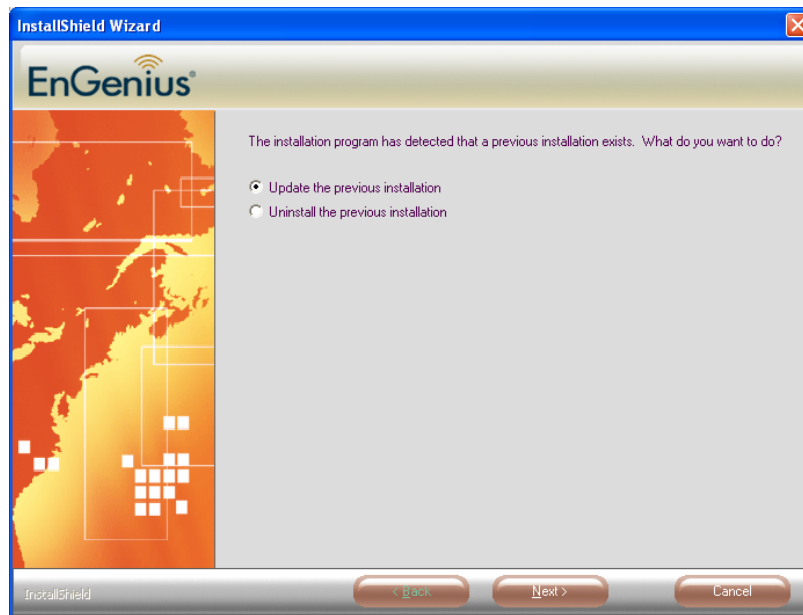 InstallShield Wizard
EnGenius®
The installation program has detected that a previous installation exists.  What do you want to do?
Update the previous installation
Uninstall the previous installation
InstallShield
< Back
Next >
Cancel